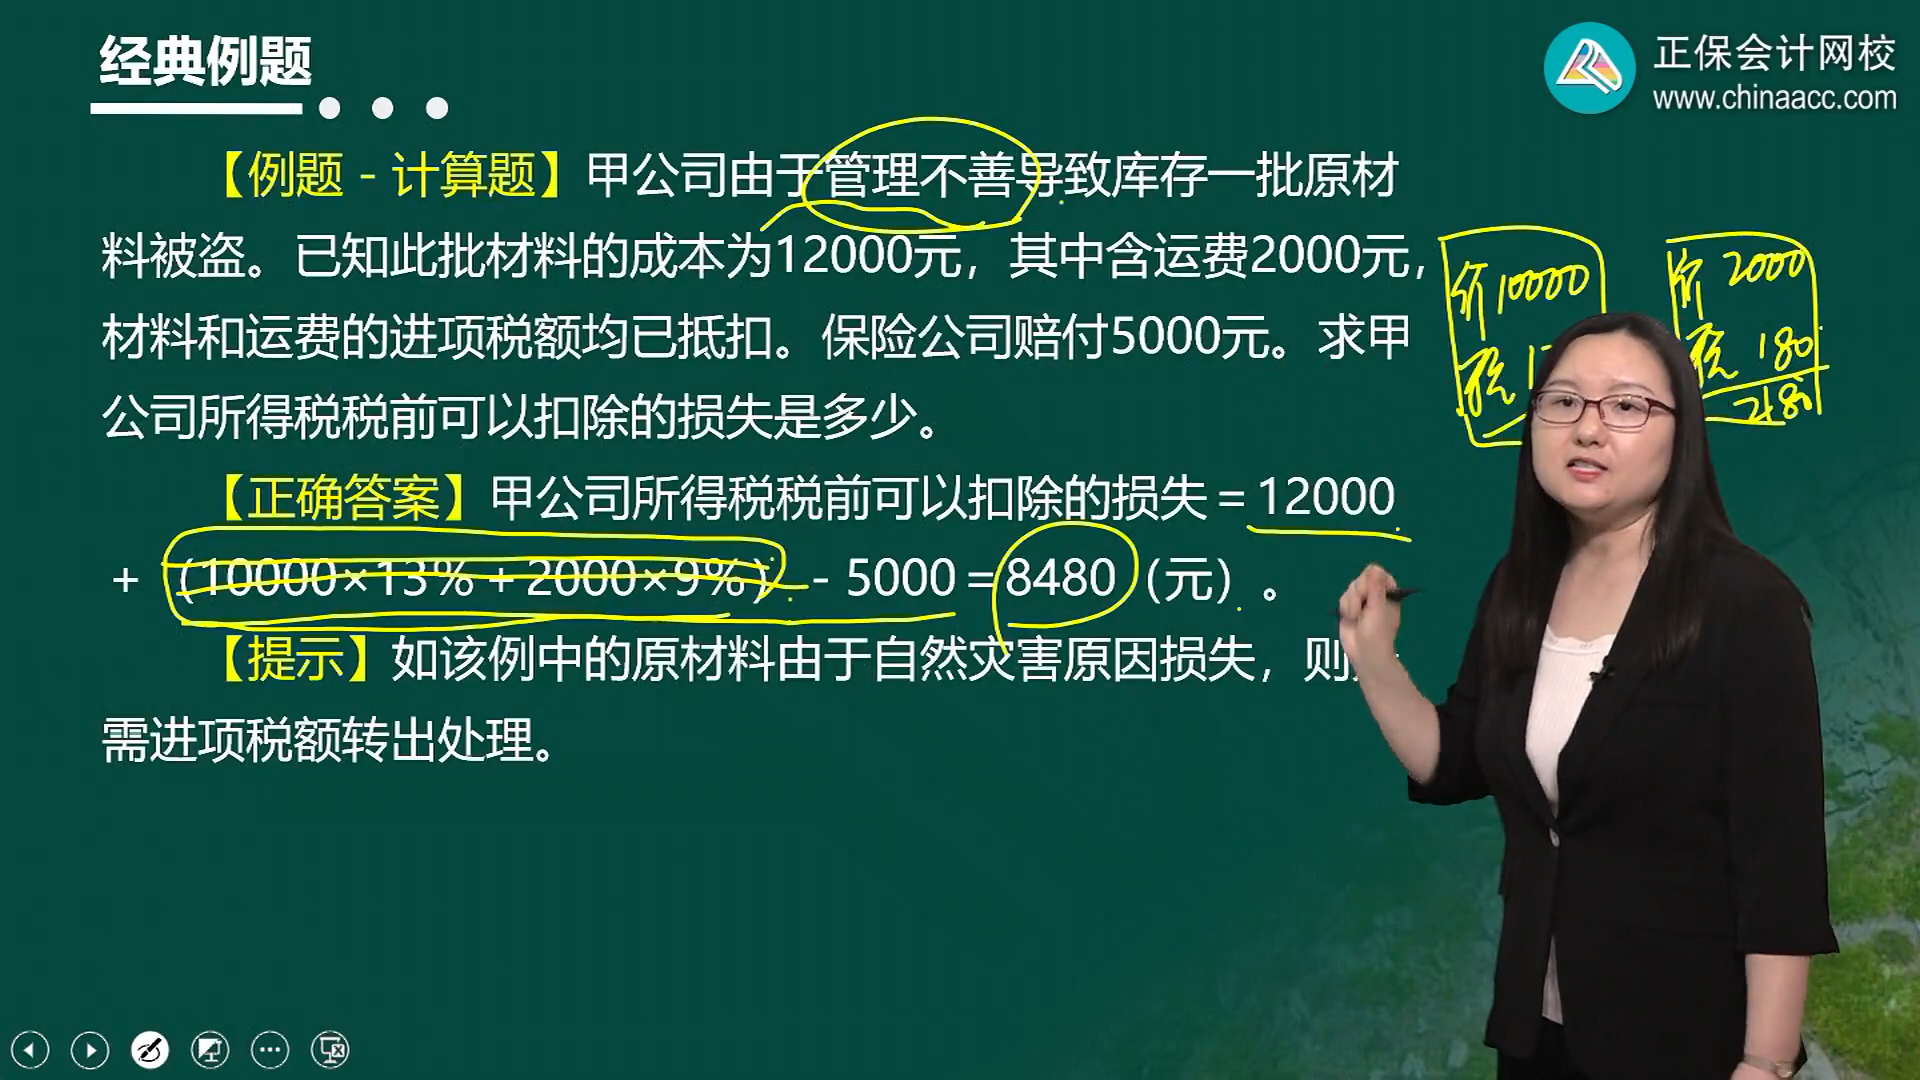 经典例题
正保会计网校
www.chinaacc.com
【例题－计算题】甲公司由于管理不善导致库存一批原材
料被盗。已知此批材料的成本为12000元，其中含运费2000元，
材料和运费的进项税额均已抵扣。保险公司赔付5000元。求甲
公司所得税税前可以扣除的损失是多少。
价10000
税1
价 2000
税 180
2180
【正确答案】甲公司所得税税前可以扣除的损失＝12000
＋（10000×13%＋2000×9%）－5000＝8480（元）。
【提示】如该例中的原材料由于自然灾害原因损失，则
需进项税额转出处理。